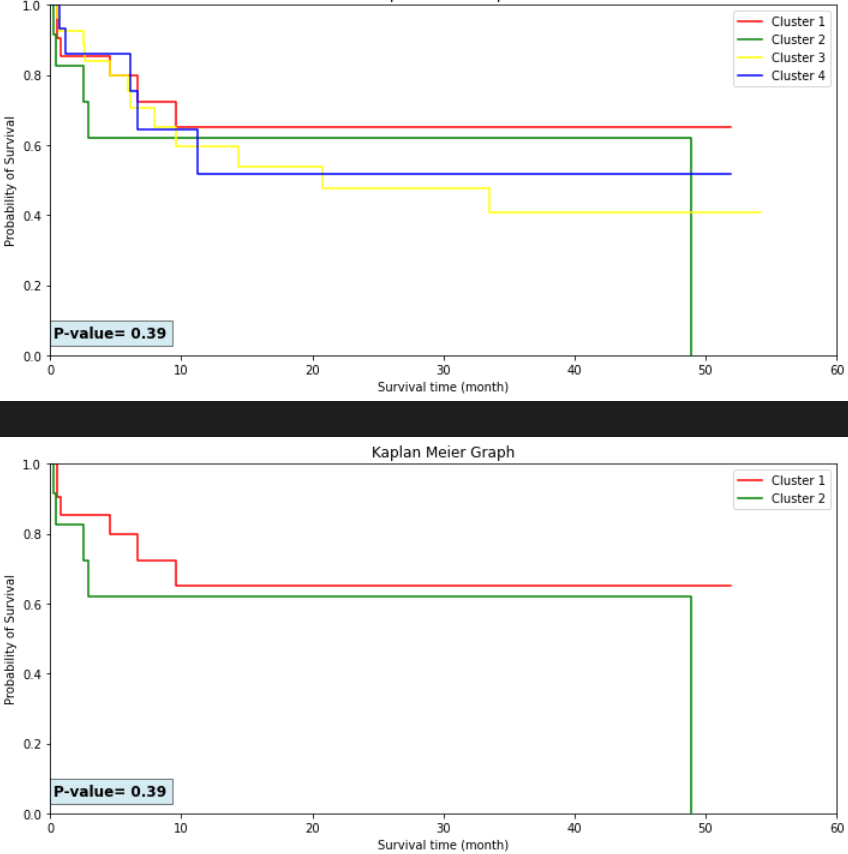 1.0
0.8
0.6
0.4
0.2
0.0
Probability of Survival
Cluster 1
Cluster 2
Cluster 3
Cluster 4
P-value= 0.39
0 10 20 30 40 50 60
Survival time (month)
Kaplan Meier Graph
1.0
0.8
0.6
0.4
0.2
0.0
Probability of Survival
Cluster 1
Cluster 2
P-value= 0.39
0 10 20 30 40 50 60
Survival time (month)